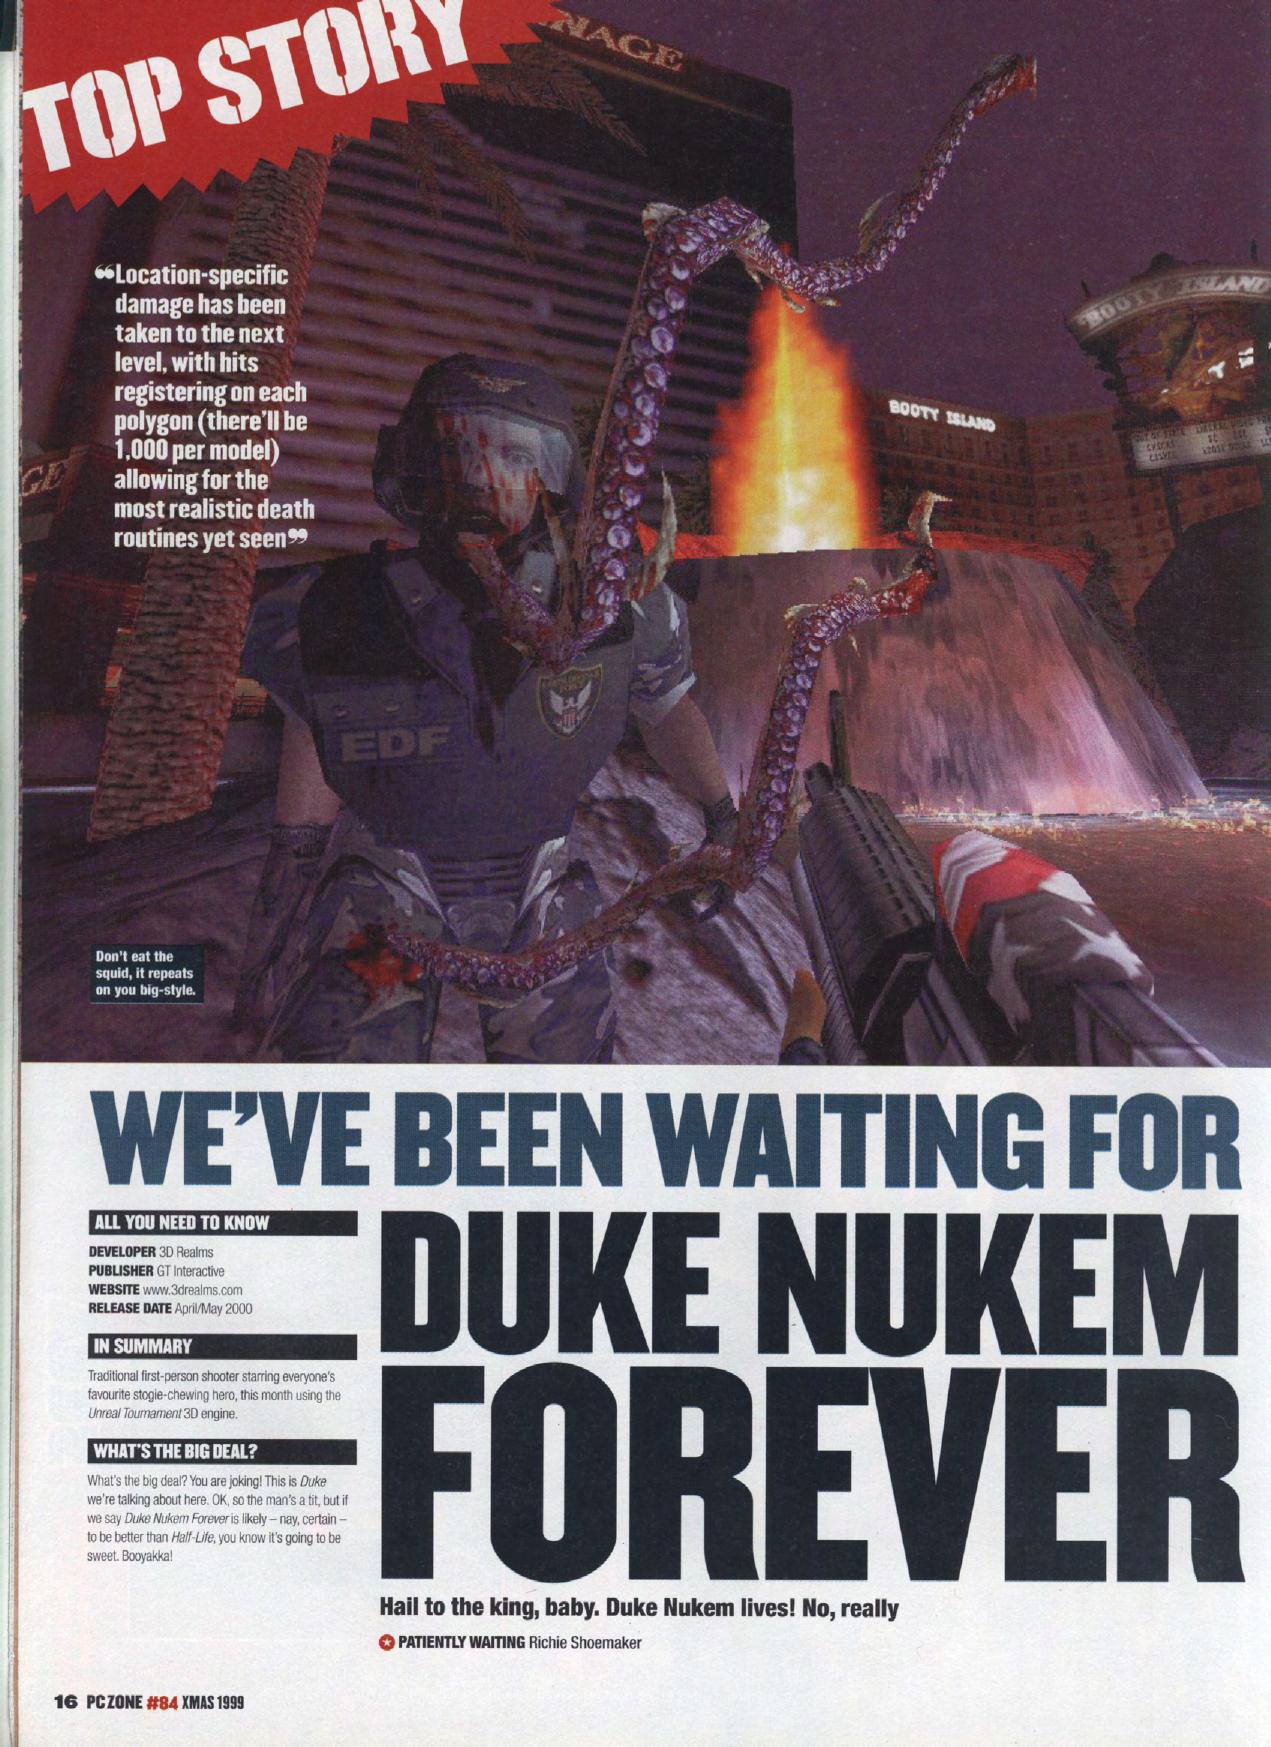 TOP STORY
NAGE
“Location-specific
damage has been
taken to the next
level, with hits
registering on each
polygon (there'll be
1,000 per model)
allowing for the
most realistic death
routines yet seen”
BOOTY ISLAND
BOOTY ISLAND
EDF
Don't eat the
squid, it repeats
on you big-style.
WE'VE BEEN WAITING FOR
DUKE NUKEM
FOREVER
ALL YOU NEED TO KNOW
DEVELOPER 3D Realms
PUBLISHER GT Interactive
WEBSITE www.3drealms.com
RELEASE DATE April/May 2000
IN SUMMARY
Traditional first-person shooter starring everyone's
favourite stogie-chewing hero, this month using the
Unreal Tournament 3D engine.
WHAT'S THE BIG DEAL?
What's the big deal? You are joking! This is Duke
we're talking about here. OK, so the man's a tit, but if
we say Duke Nukem Forever is likely – nay, certain –
to be better than Half-Life, you know it's going to be
sweet. Booyakka!
Hail to the king, baby. Duke Nukem lives! No, really
PATIENTLY WAITING Richie Shoemaker
16 PC ZONE #84 XMAS 1999